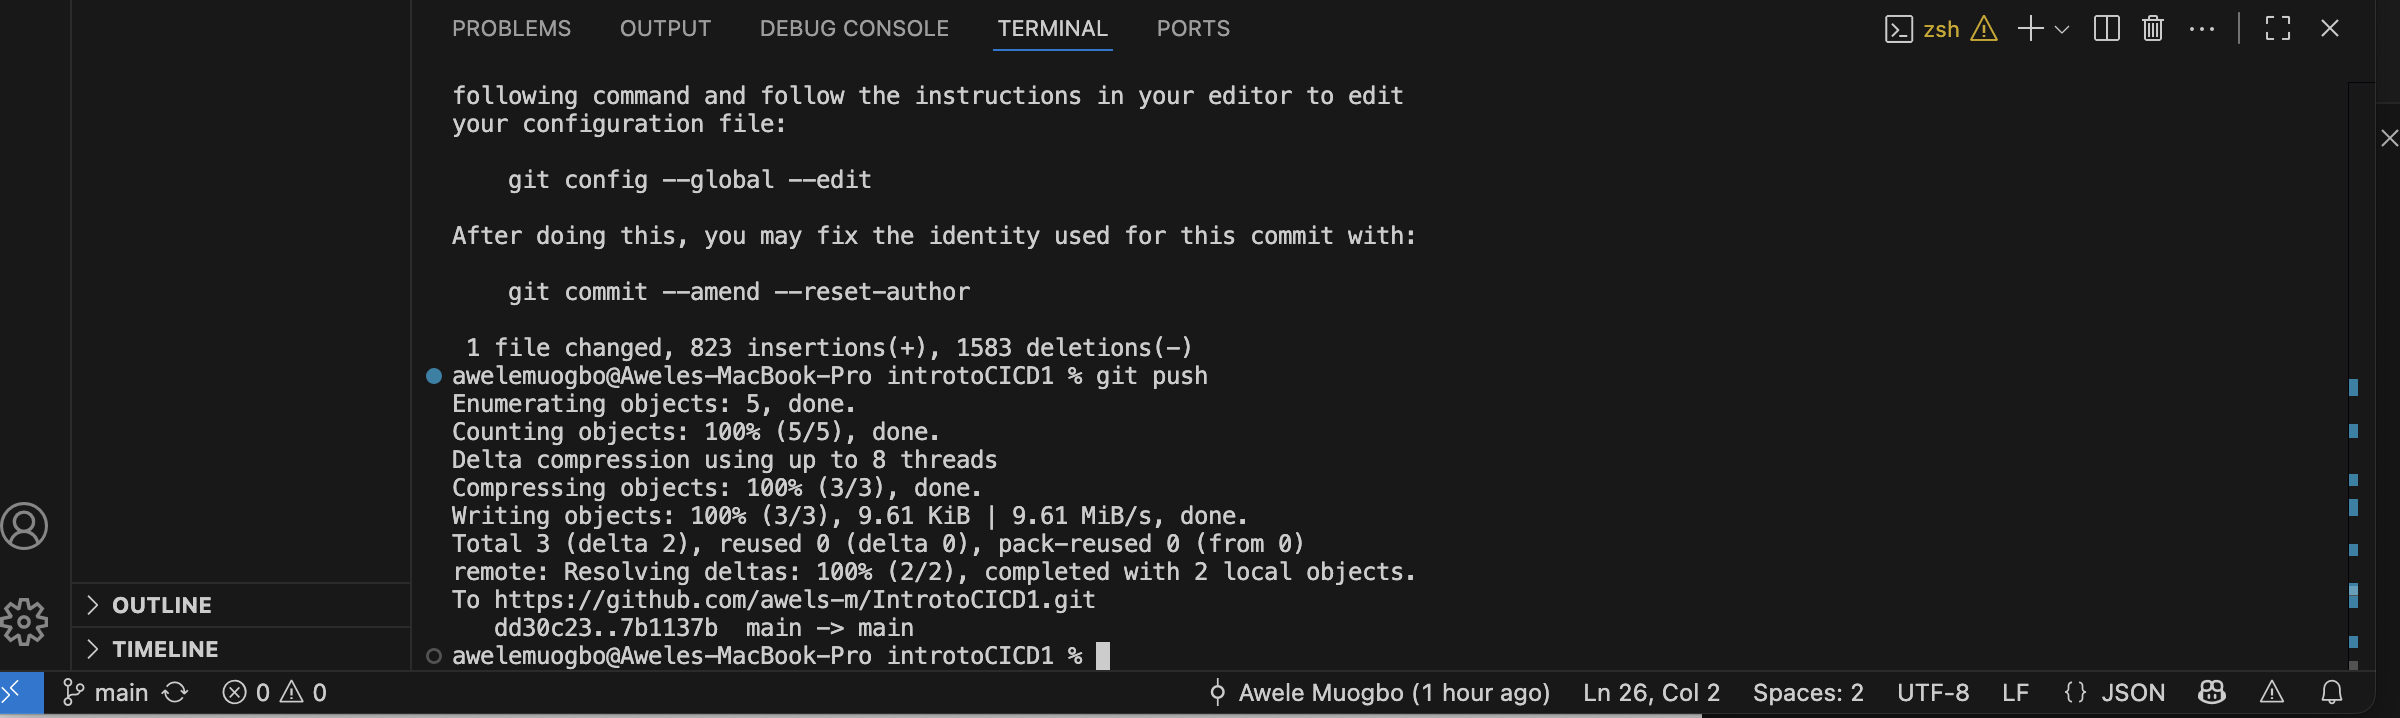 PROBLEMS OUTPUT DEBUG CONSOLE TERMINAL PORTS zsh
following command and follow the instructions in your editor to edit
your configuration file:
git config --global --edit
After doing this, you may fix the identity used for this commit with:
git commit --amend --reset-author
1 file changed, 823 insertions(+), 1583 deletions(-)
awelemuogbo@Aweles-MacBook-Pro introtoCICD1 % git push
Enumerating objects: 5, done.
Counting objects: 100% (5/5), done.
Delta compression using up to 8 threads
Compressing objects: 100% (3/3), done.
Writing objects: 100% (3/3), 9.61 KiB | 9.61 MiB/s, done.
Total 3 (delta 2), reused 0 (delta 0), pack-reused 0 (from 0)
remote: Resolving deltas: 100% (2/2), completed with 2 local objects.
To https://github.com/awels-m/IntrotoCICD1.git
dd30c23..7b1137b main -> main
awelemuogbo@Aweles-MacBook-Pro introtoCICD1 %
OUTLINE
TIMELINE
main 0 0 Awele Muogbo (1 hour ago) Ln 26, Col 2 Spaces: 2 UTF-8 LF {} JSON